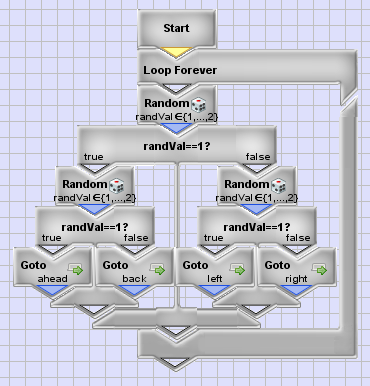 Start
Loop Forever
Random
randVal∈{1,...,2}
randVal==1?
true false
Random Random
randVal∈{1,...,2} randVal∈{1,...,2}
randVal==1? randVal==1?
true false true false
Goto Goto Goto Goto
ahead back left right